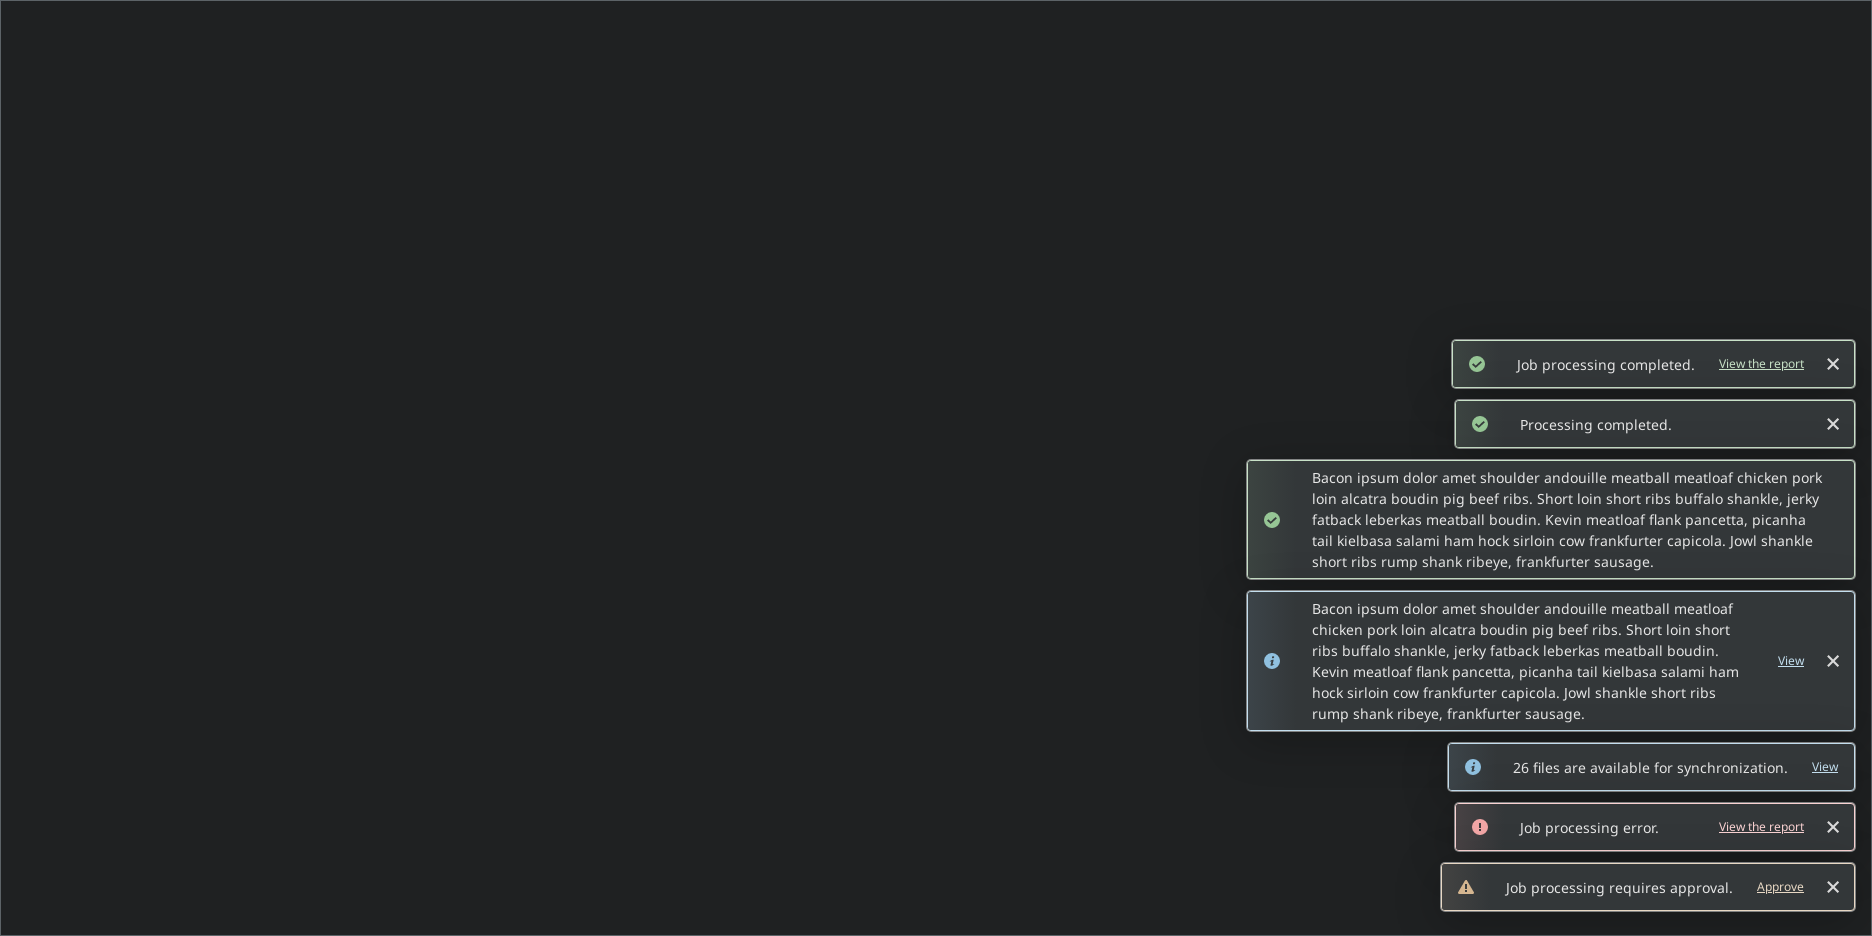 Job processing completed. View the report
Processing completed.
Bacon ipsum dolor amet shoulder andouille meatball meatloaf chicken pork
loin alcatra boudin pig beef ribs. Short loin short ribs buffalo shankle, jerky
fatback leberkas meatball boudin. Kevin meatloaf flank pancetta, picanha
tail kielbasa salami ham hock sirloin cow frankfurter capicola. Jowl shankle
short ribs rump shank ribeye, frankfurter sausage.
Bacon ipsum dolor amet shoulder andouille meatball meatloaf
chicken pork loin alcatra boudin pig beef ribs. Short loin short
ribs buffalo shankle, jerky fatback leberkas meatball boudin.
Kevin meatloaf flank pancetta, picanha tail kielbasa salami ham
hock sirloin cow frankfurter capicola. Jowl shankle short ribs
rump shank ribeye, frankfurter sausage.
View
26 files are available for synchronization. View
Job processing error. View the report
Job processing requires approval. Approve